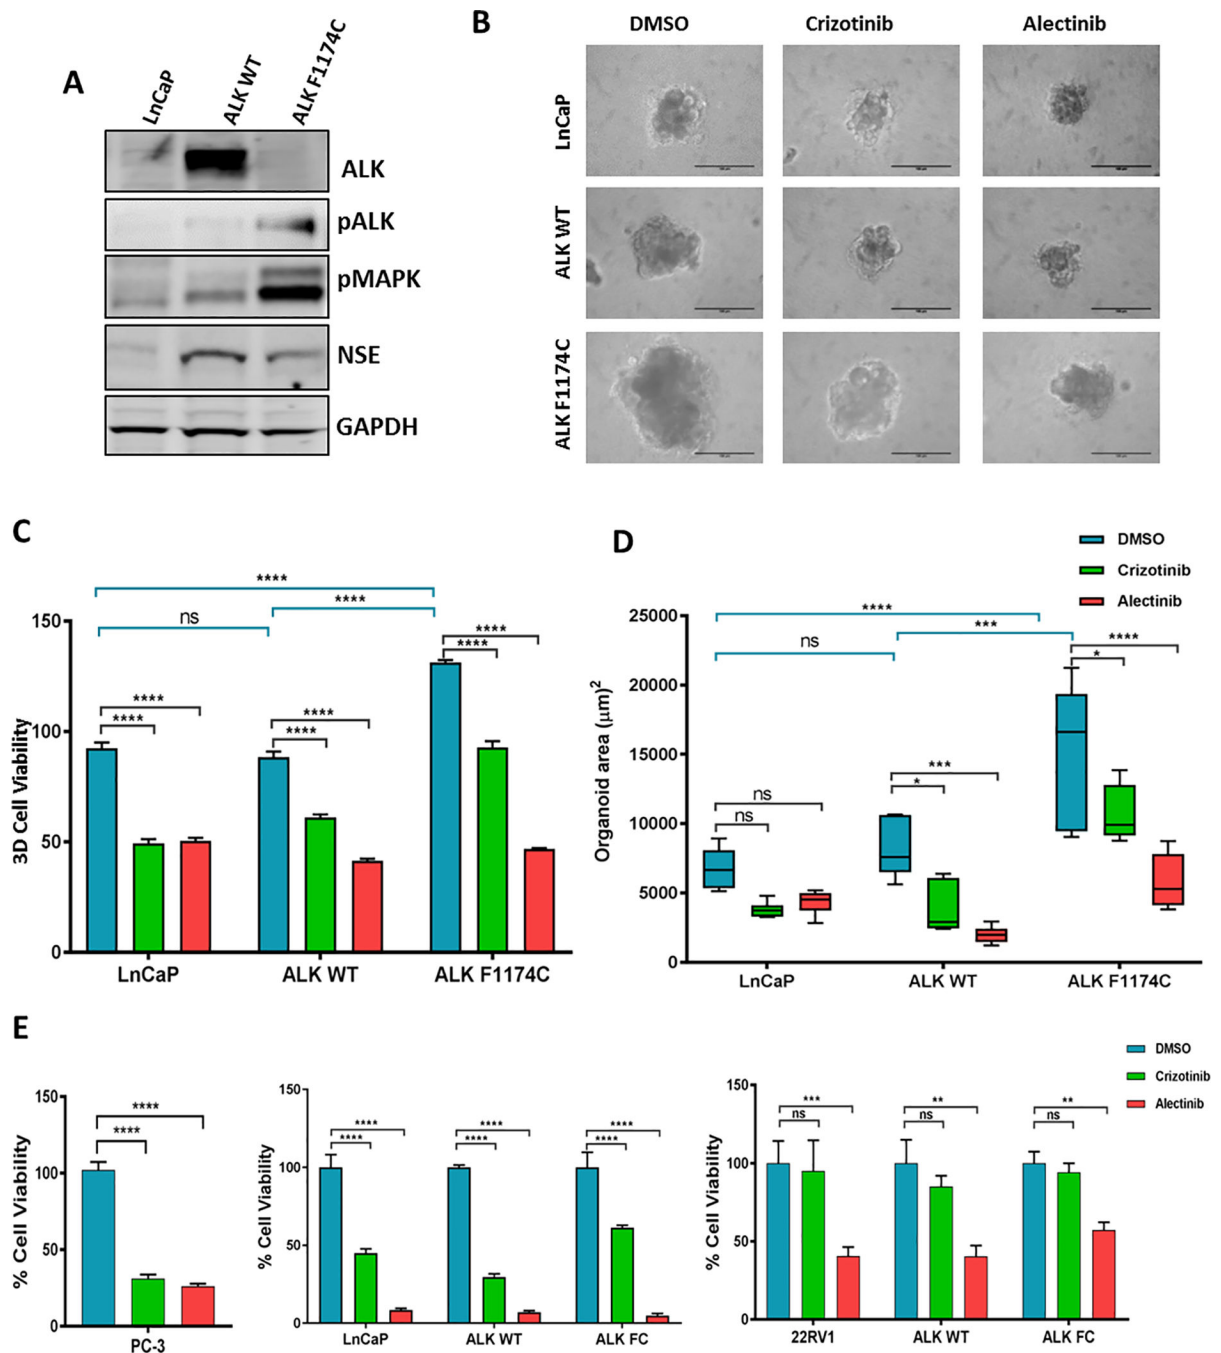 A
LnCaP
ALK WT
ALK F1174C
ALK
pALK
pMAPK
NSE
GAPDH
B
DMSO
Crizotinib
Alectinib
LnCaP
ALK WT
ALK F1174C
C
3D Cell Viability
150
100
50
0
****
****
ns
****
****
****
****
****
****
LnCaP
ALK WT
ALK F1174C
D
DMSO
Crizotinib
Alectinib
Organoid area (μm)²
25000
20000
15000
10000
5000
0
****
***
ns
ns
ns
***
*
****
*
LnCaP
ALK WT
ALK F1174C
E
% Cell Viability
150
100
50
0
****
****
PC-3
% Cell Viability
150
100
50
0
****
****
****
****
****
****
LnCaP
ALK WT
ALK FC
% Cell Viability
150
100
50
0
***
ns
**
ns
**
ns
22RV1
ALK WT
ALK FC
DMSO
Crizotinib
Alectinib